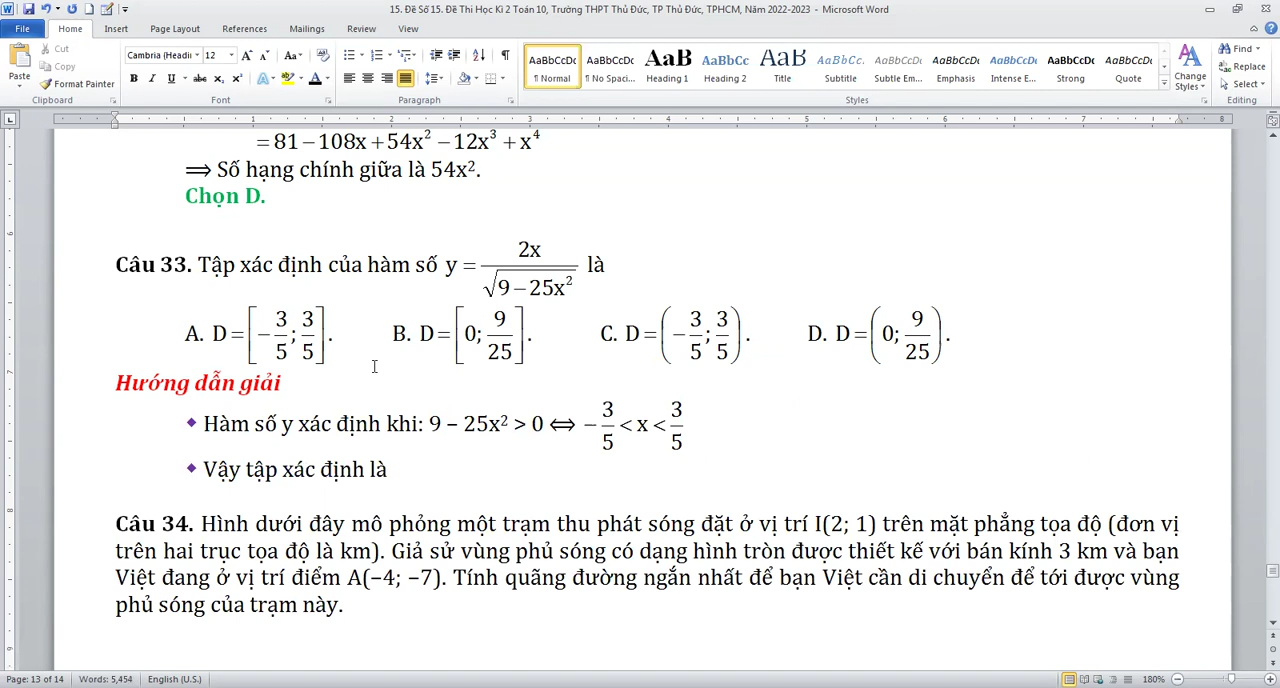 15. Đề Số 15. Đề Thi Học Kì 2 Toán 10, Trường THPT Thủ Đức, TP Thủ Đức, TPHCM, Năm 2022-2023 - Microsoft Word
File Home Insert Page Layout References Mailings Review View
Paste Cut Copy Format Painter
Cambria (Headi 12
AaBbCcDc AaBbCcDc AaB AaBbCc AaB AaBbCc. AaBbCcDc AaBbCcDc AaBbCcDc AaBbCcDc AaBbCcDc
¶ Normal ¶ No Spaci... Heading 1 Heading 2 Title Subtitle Subtle Em... Emphasis Intense E... Strong Quote
Change Styles
Find Replace Select
Clipboard Font Paragraph Styles Editing
1 2 3 4 5 6 7 8
= 81 – 108x + 54x² – 12x³ + x⁴
⟹ Số hạng chính giữa là 54x².
Chọn D.
Câu 33. Tập xác định của hàm số y = 2x / √(9 – 25x²) là
A. D = [–3/5; 3/5]. B. D = [0; 9/25]. C. D = (–3/5; 3/5). D. D = (0; 9/25).
Hướng dẫn giải
❖ Hàm số y xác định khi: 9 – 25x² > 0 ⟺ –3/5 < x < 3/5
❖ Vậy tập xác định là
Câu 34. Hình dưới đây mô phỏng một trạm thu phát sóng đặt ở vị trí I(2; 1) trên mặt phẳng tọa độ (đơn vị
trên hai trục tọa độ là km). Giả sử vùng phủ sóng có dạng hình tròn được thiết kế với bán kính 3 km và bạn
Việt đang ở vị trí điểm A(–4; –7). Tính quãng đường ngắn nhất để bạn Việt cần di chuyển để tới được vùng
phủ sóng của trạm này.
Page: 13 of 14 Words: 5,454 English (U.S.) 180%